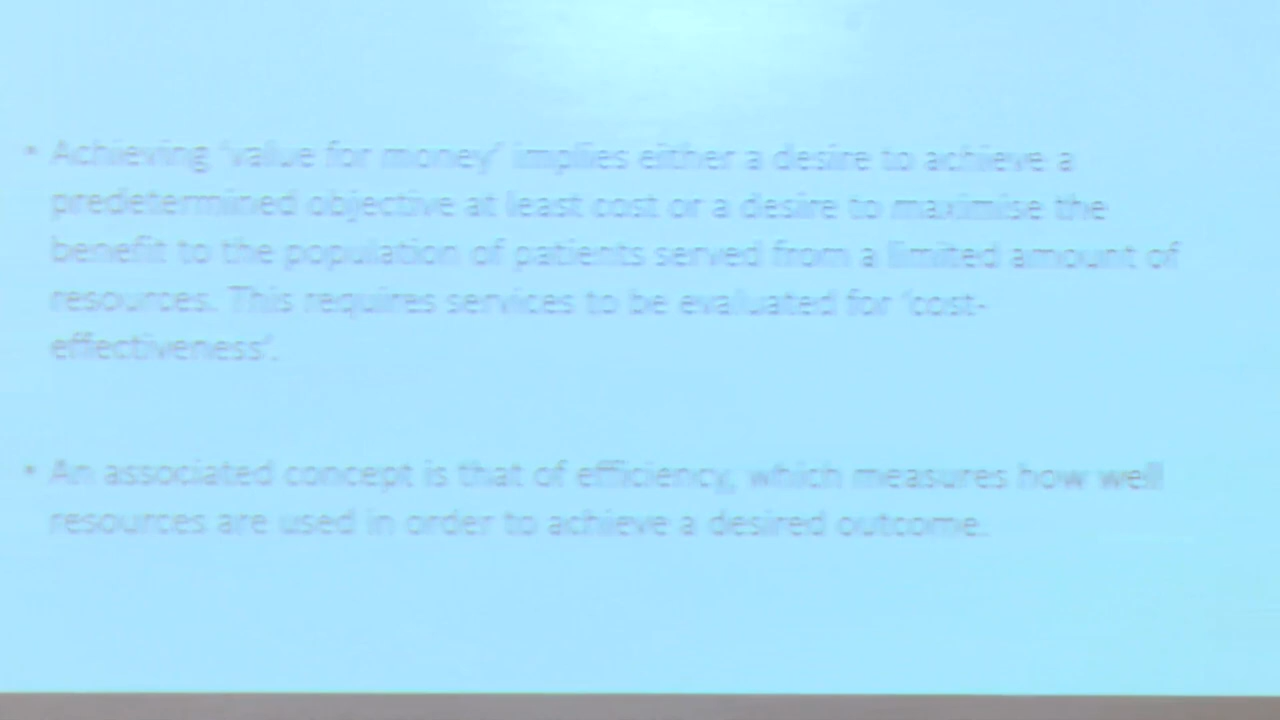 • Achieving ‘value for money’ implies either a desire to achieve a
predetermined objective at least cost or a desire to maximise the
benefit to the population of patients served from a limited amount of
resources. This requires services to be evaluated for ‘cost-
effectiveness’.
• An associated concept is that of efficiency, which measures how well
resources are used in order to achieve a desired outcome.